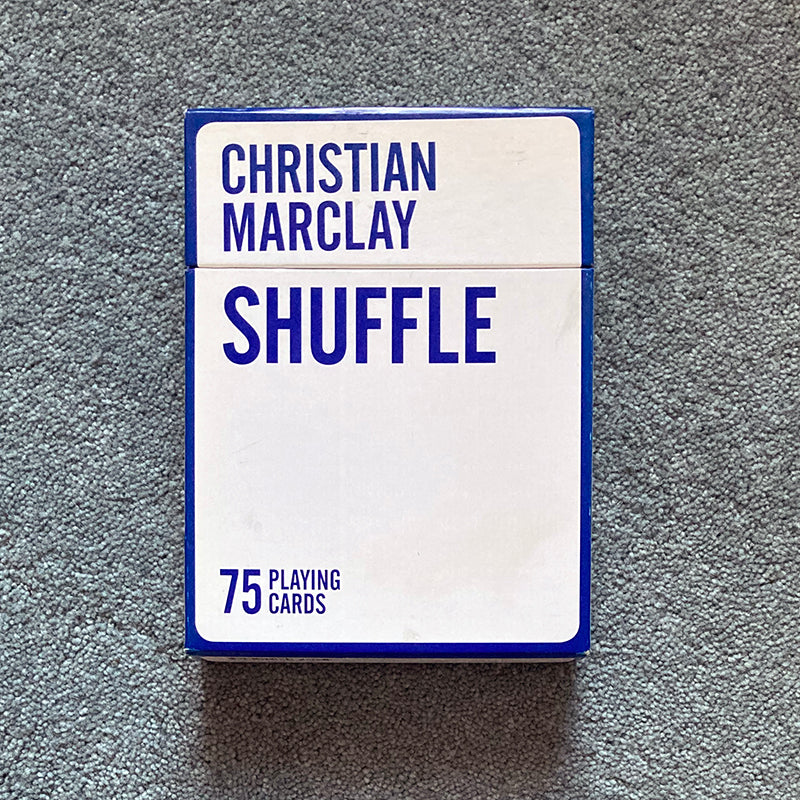 CHRISTIAN
MARCLAY
SHUFFLE
75 PLAYING
CARDS